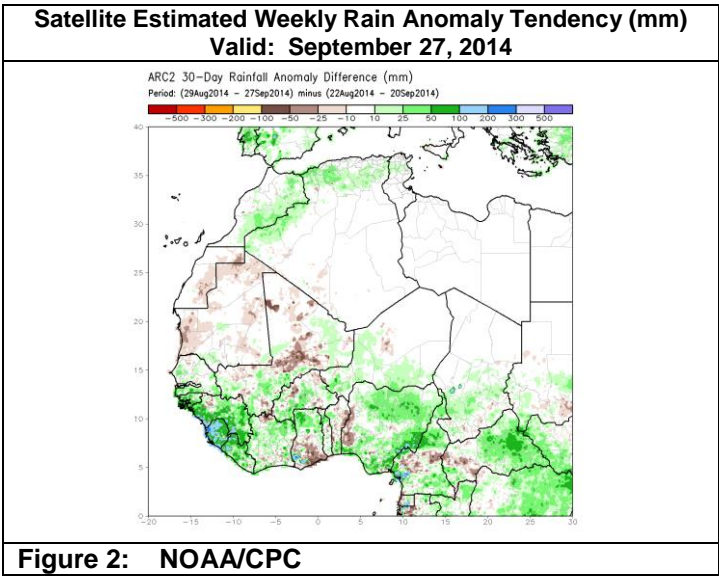 Satellite Estimated Weekly Rain Anomaly Tendency (mm)
Valid: September 27, 2014
ARC2 30-Day Rainfall Anomaly Difference (mm)
Period: (29Aug2014 - 27Sep2014) minus (22Aug2014 - 20Sep2014)
-500 -300 -200 -100 -50 -25 -10 10 25 50 100 200 300 500
40
35
30
25
20
15
10
5
0
-20 -15 -10 -5 0 5 10 15 20 25 30
Figure 2: NOAA/CPC